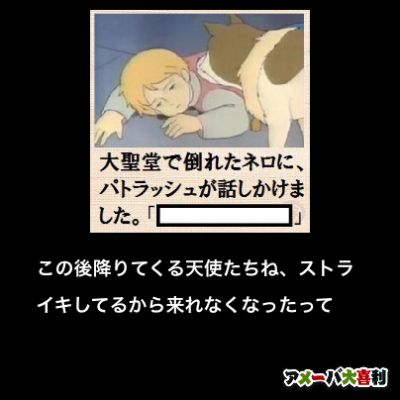 大聖堂で倒れたネロに、
パトラッシュが話しかけま
した。「　　　　　」
この後降りてくる天使たちね、ストラ
イキしてるから来れなくなったって
アメーバ大喜利